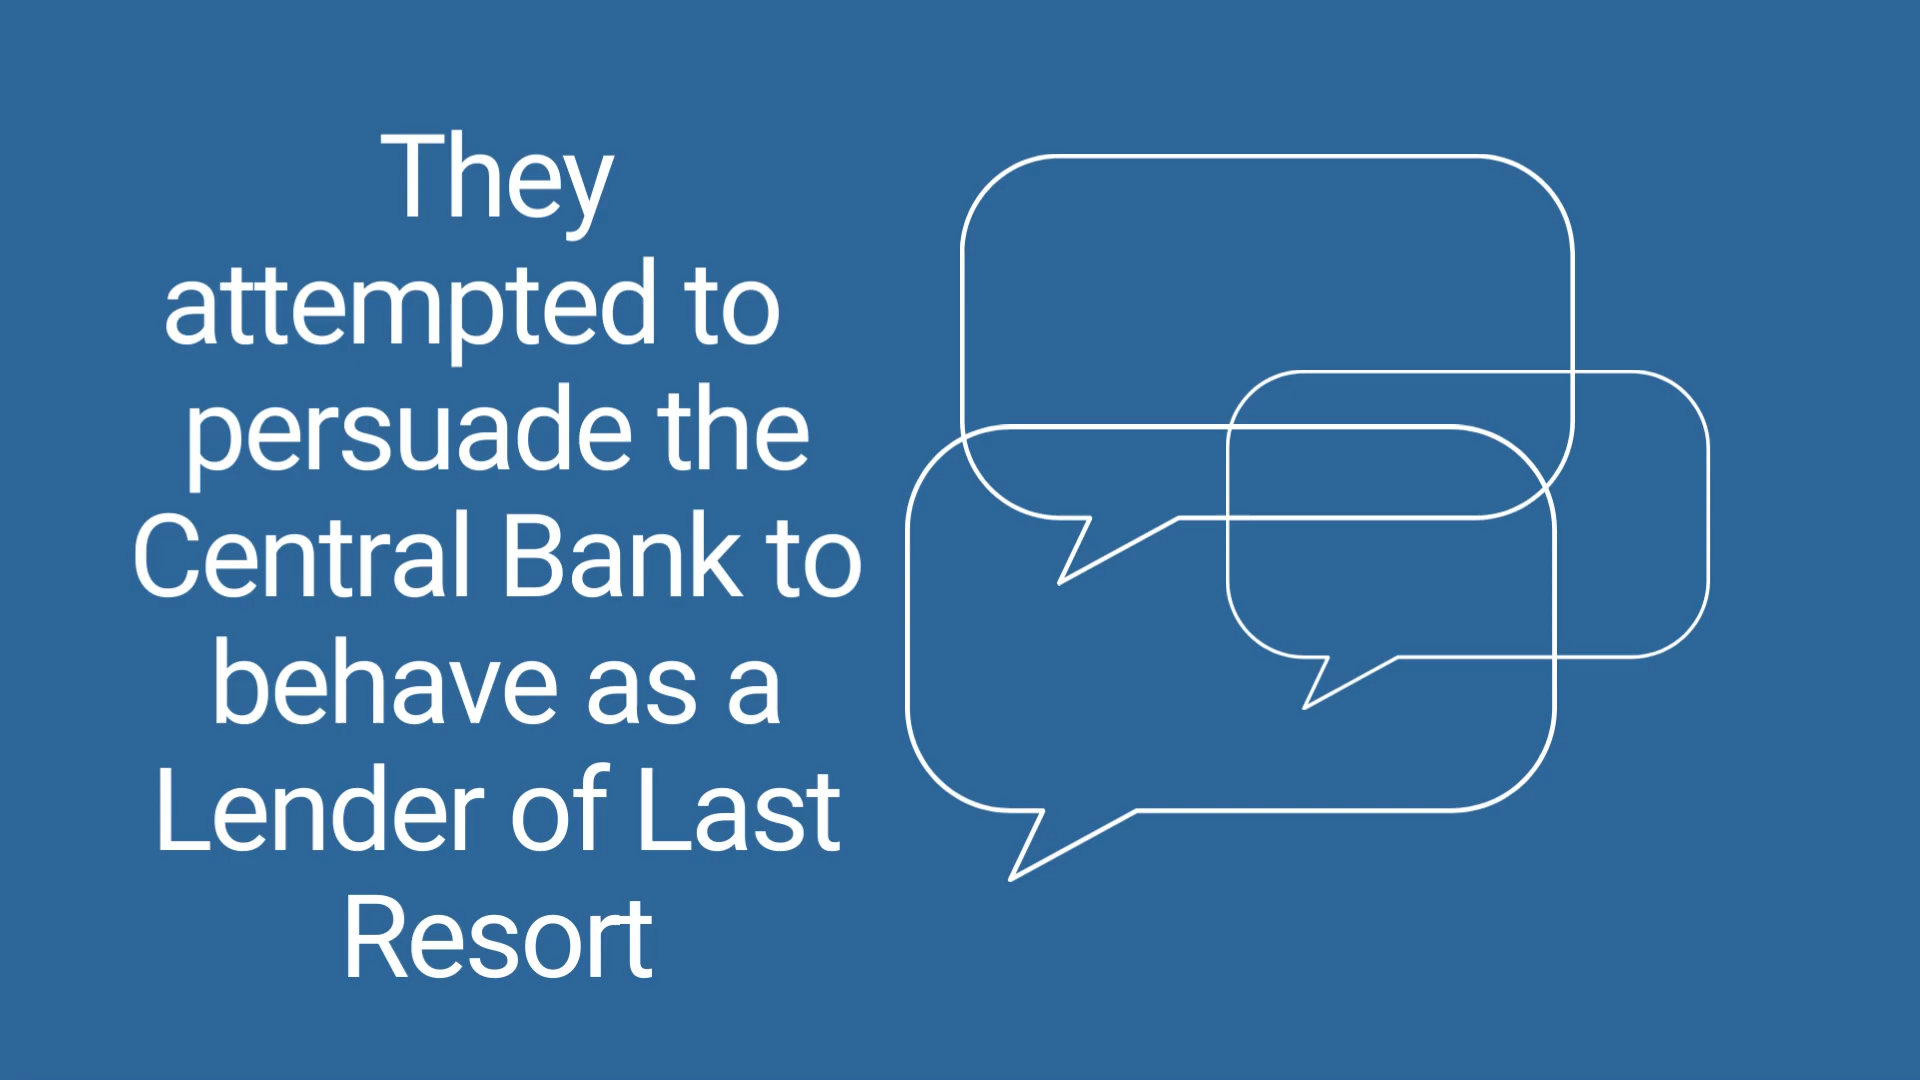 They
attempted to
persuade the
Central Bank to
behave as a
Lender of Last
Resort